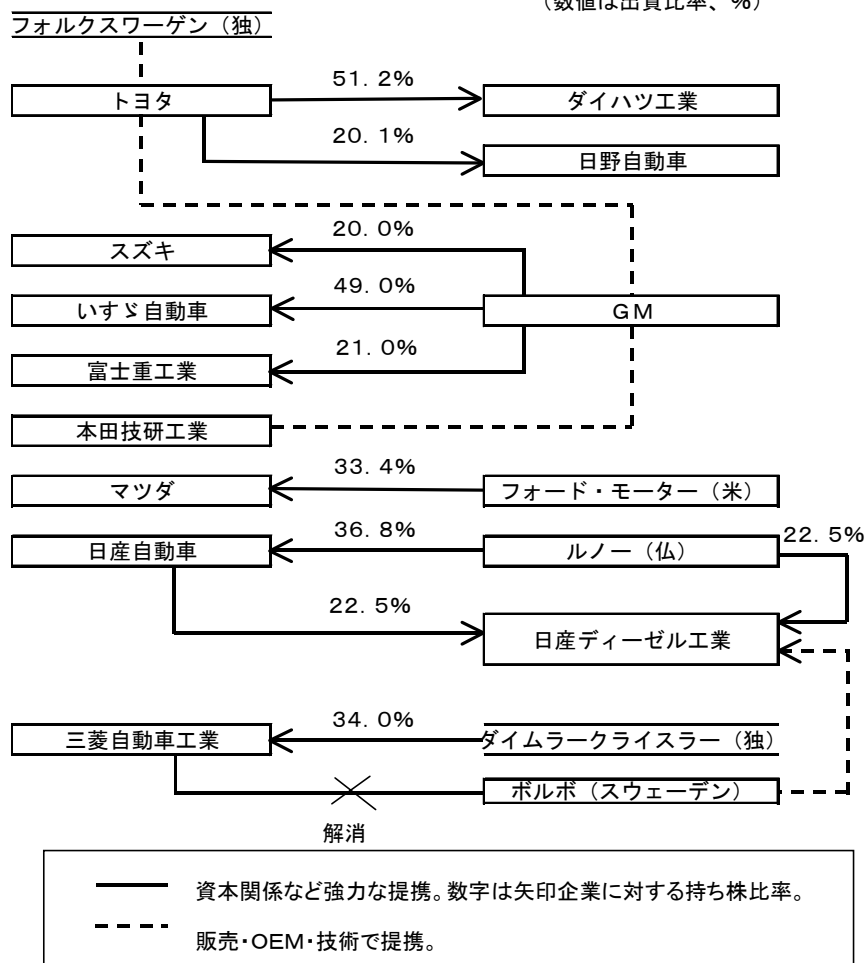 （数値は出資比率、％）
フォルクスワーゲン（独）
トヨタ
51.2%
ダイハツ工業
20.1%
日野自動車
スズキ
20.0%
いすゞ自動車
49.0%
GM
富士重工業
21.0%
本田技研工業
マツダ
33.4%
フォード・モーター（米）
日産自動車
36.8%
ルノー（仏）
22.5%
22.5%
日産ディーゼル工業
三菱自動車工業
34.0%
ダイムラークライスラー（独）
ボルボ（スウェーデン）
解消
資本関係など強力な提携。数字は矢印企業に対する持ち株比率。
販売・OEM・技術で提携。